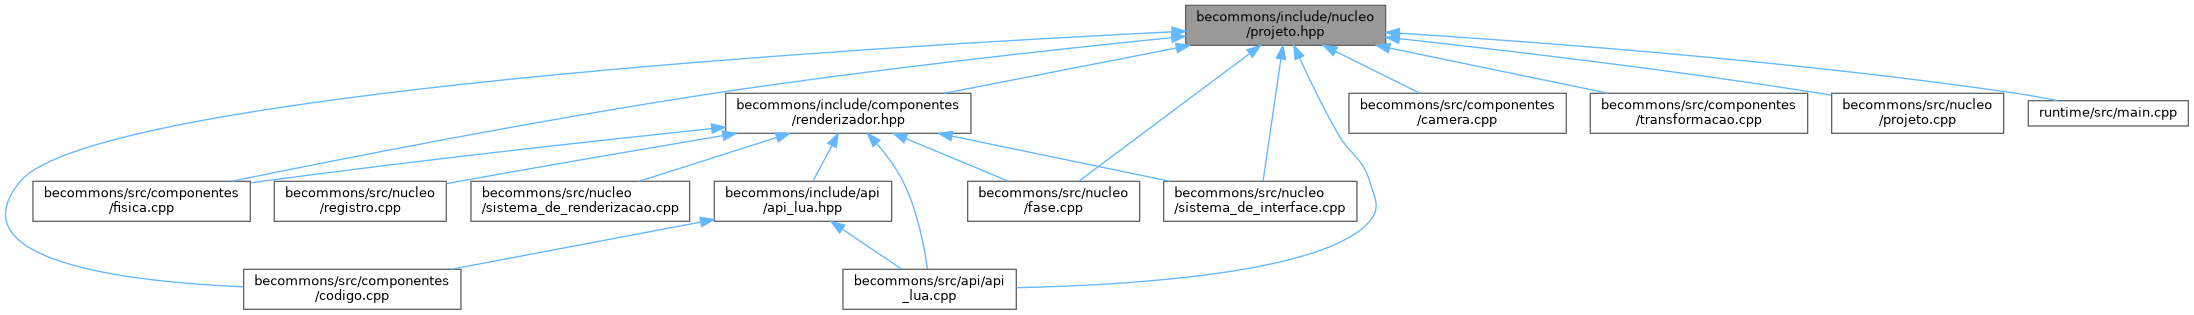 becommons/include/nucleo
/projeto.hpp
becommons/include/componentes
/renderizador.hpp
becommons/src/componentes
/camera.cpp
becommons/src/componentes
/transformacao.cpp
becommons/src/nucleo
/projeto.cpp
runtime/src/main.cpp
becommons/src/componentes
/fisica.cpp
becommons/src/nucleo
/registro.cpp
becommons/src/nucleo
/sistema_de_renderizacao.cpp
becommons/include/api
/api_lua.hpp
becommons/src/nucleo
/fase.cpp
becommons/src/nucleo
/sistema_de_interface.cpp
becommons/src/componentes
/codigo.cpp
becommons/src/api/api
_lua.cpp